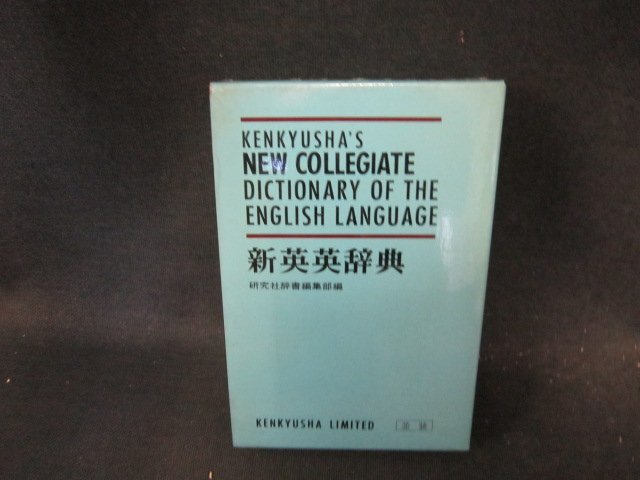 KENKYUSHA'S
NEW COLLEGIATE
DICTIONARY OF THE
ENGLISH LANGUAGE
新英英辞典
研究社辞書編集部編
KENKYUSHA LIMITED